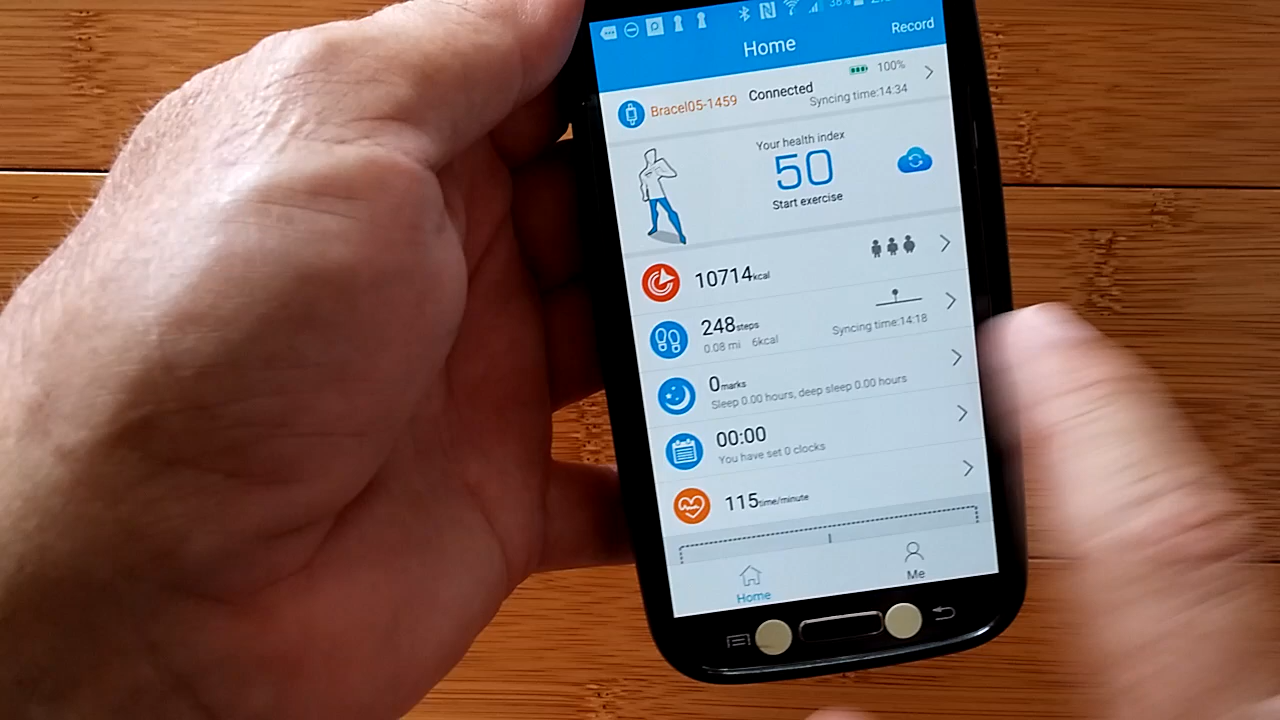 Home
Record
Bracel05-1459 Connected
100%
Syncing time:14:34
Your health index
50
Start exercise
10714kcal
248steps
0.08 mi 6kcal
Syncing time:14:18
0marks
Sleep 0.00 hours, deep sleep 0.00 hours
00:00
You have set 0 clocks
115time/minute
Home
Me